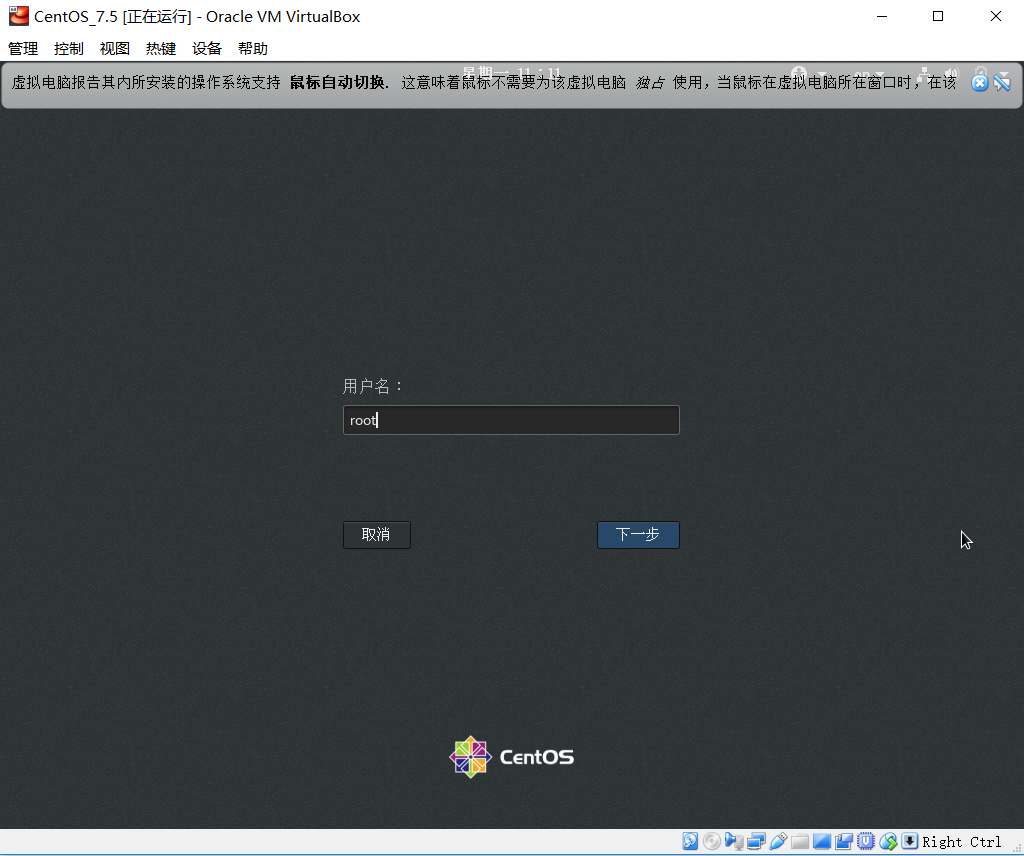 CentOS_7.5 [正在运行] - Oracle VM VirtualBox
管理 控制 视图 热键 设备 帮助
星期一 11：11
虚拟电脑报告其内所安装的操作系统支持 鼠标自动切换. 这意味着鼠标不需要为该虚拟电脑 独占 使用，当鼠标在虚拟电脑所在窗口时，在该
用户名：
root
取消 下一步
CentOS
Right Ctrl